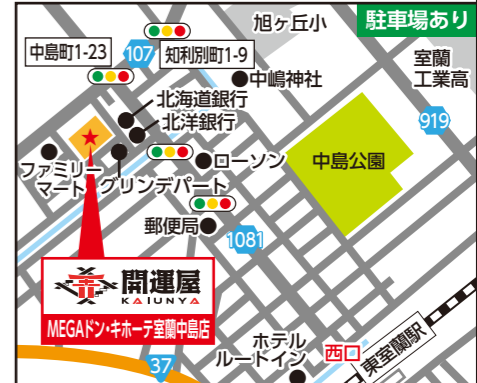 旭ヶ丘小
駐車場あり
中島町1-23
107
知利別町1-9
室蘭
工業高
中嶋神社
北海道銀行
北洋銀行
919
ファミリー
マート
グリンデパート
ローソン
中島公園
郵便局
1081
開運屋
KAIUNYA
MEGAドン・キホーテ室蘭中島店
ホテル
ルートイン
西口
東室蘭駅
37